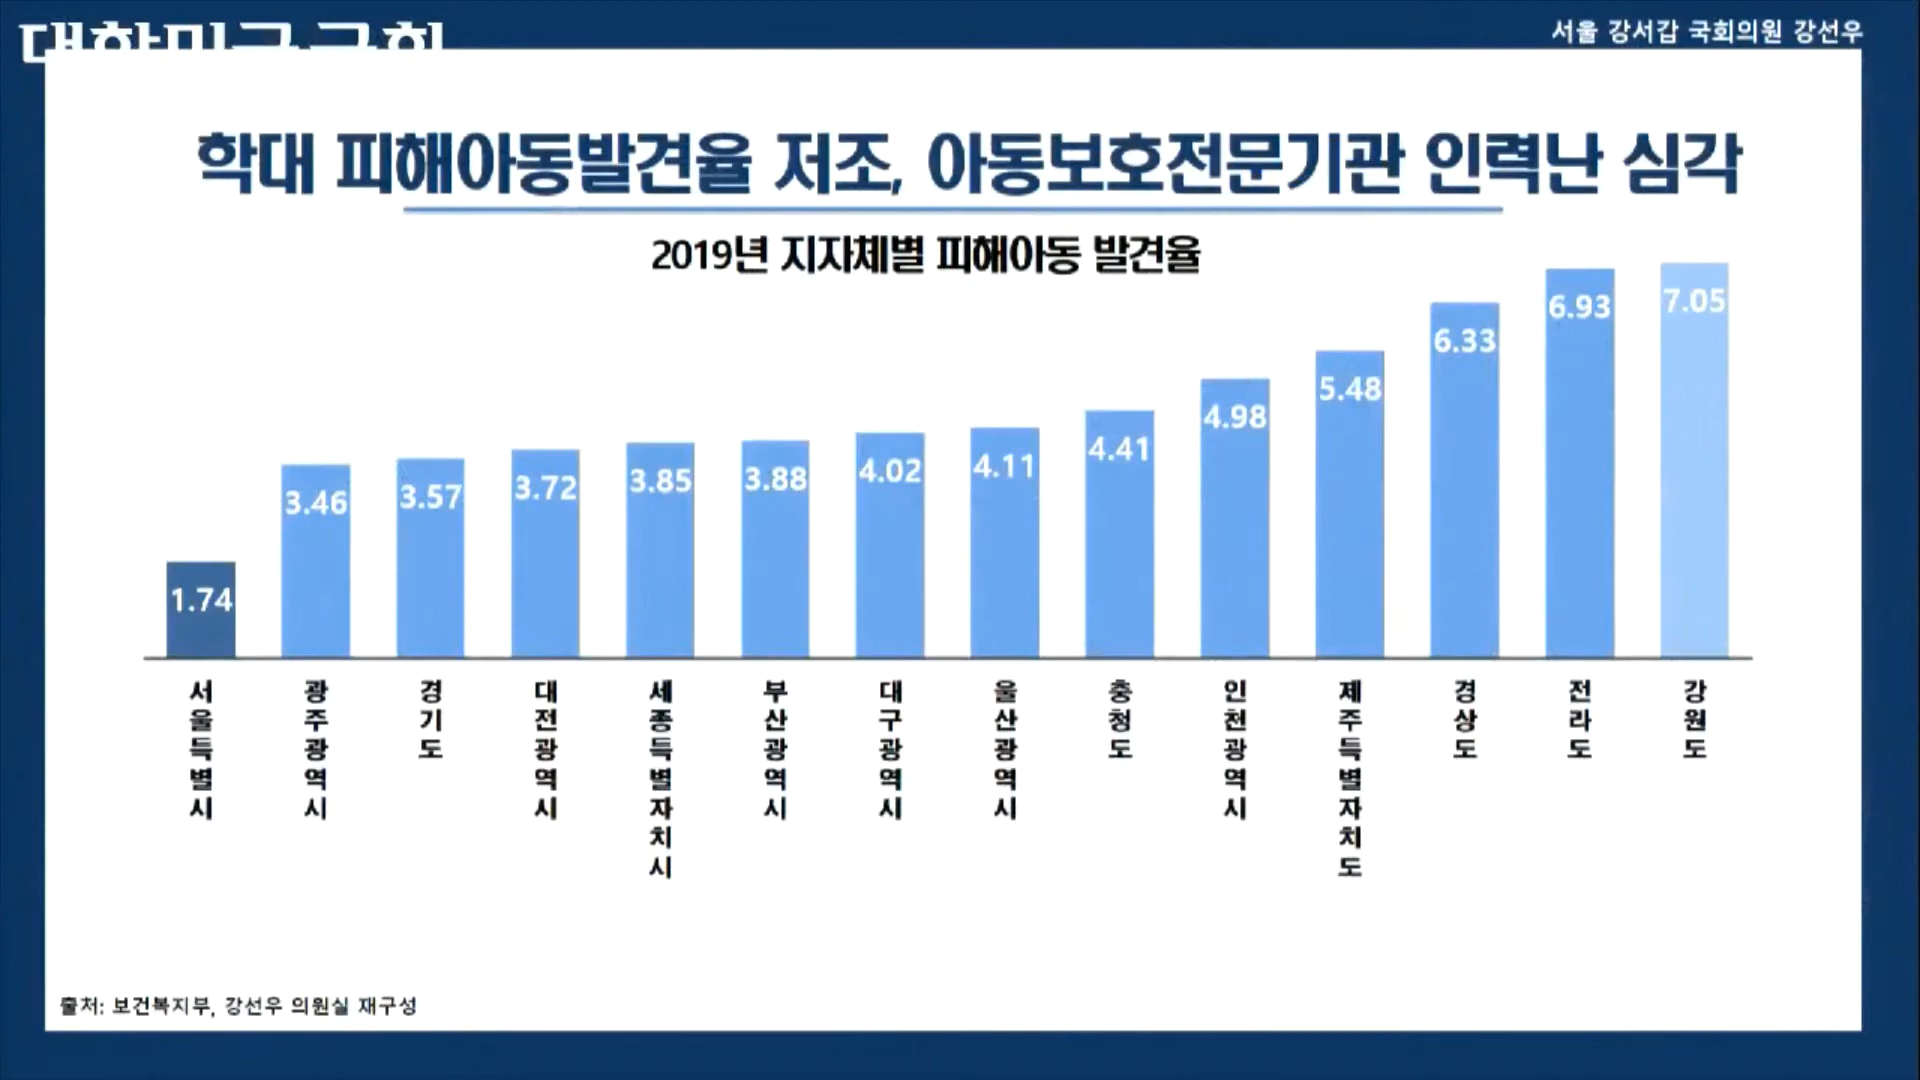 대한민국국회
서울 강서갑 국회의원 강선우
학대 피해아동발견율 저조, 아동보호전문기관 인력난 심각
2019년 지자체별 피해아동 발견율
1.74
3.46
3.57
3.72
3.85
3.88
4.02
4.11
4.41
4.98
5.48
6.33
6.93
7.05
서울특별시
광주광역시
경기도
대전광역시
세종특별자치시
부산광역시
대구광역시
울산광역시
충청도
인천광역시
제주특별자치도
경상도
전라도
강원도
출처: 보건복지부, 강선우 의원실 재구성